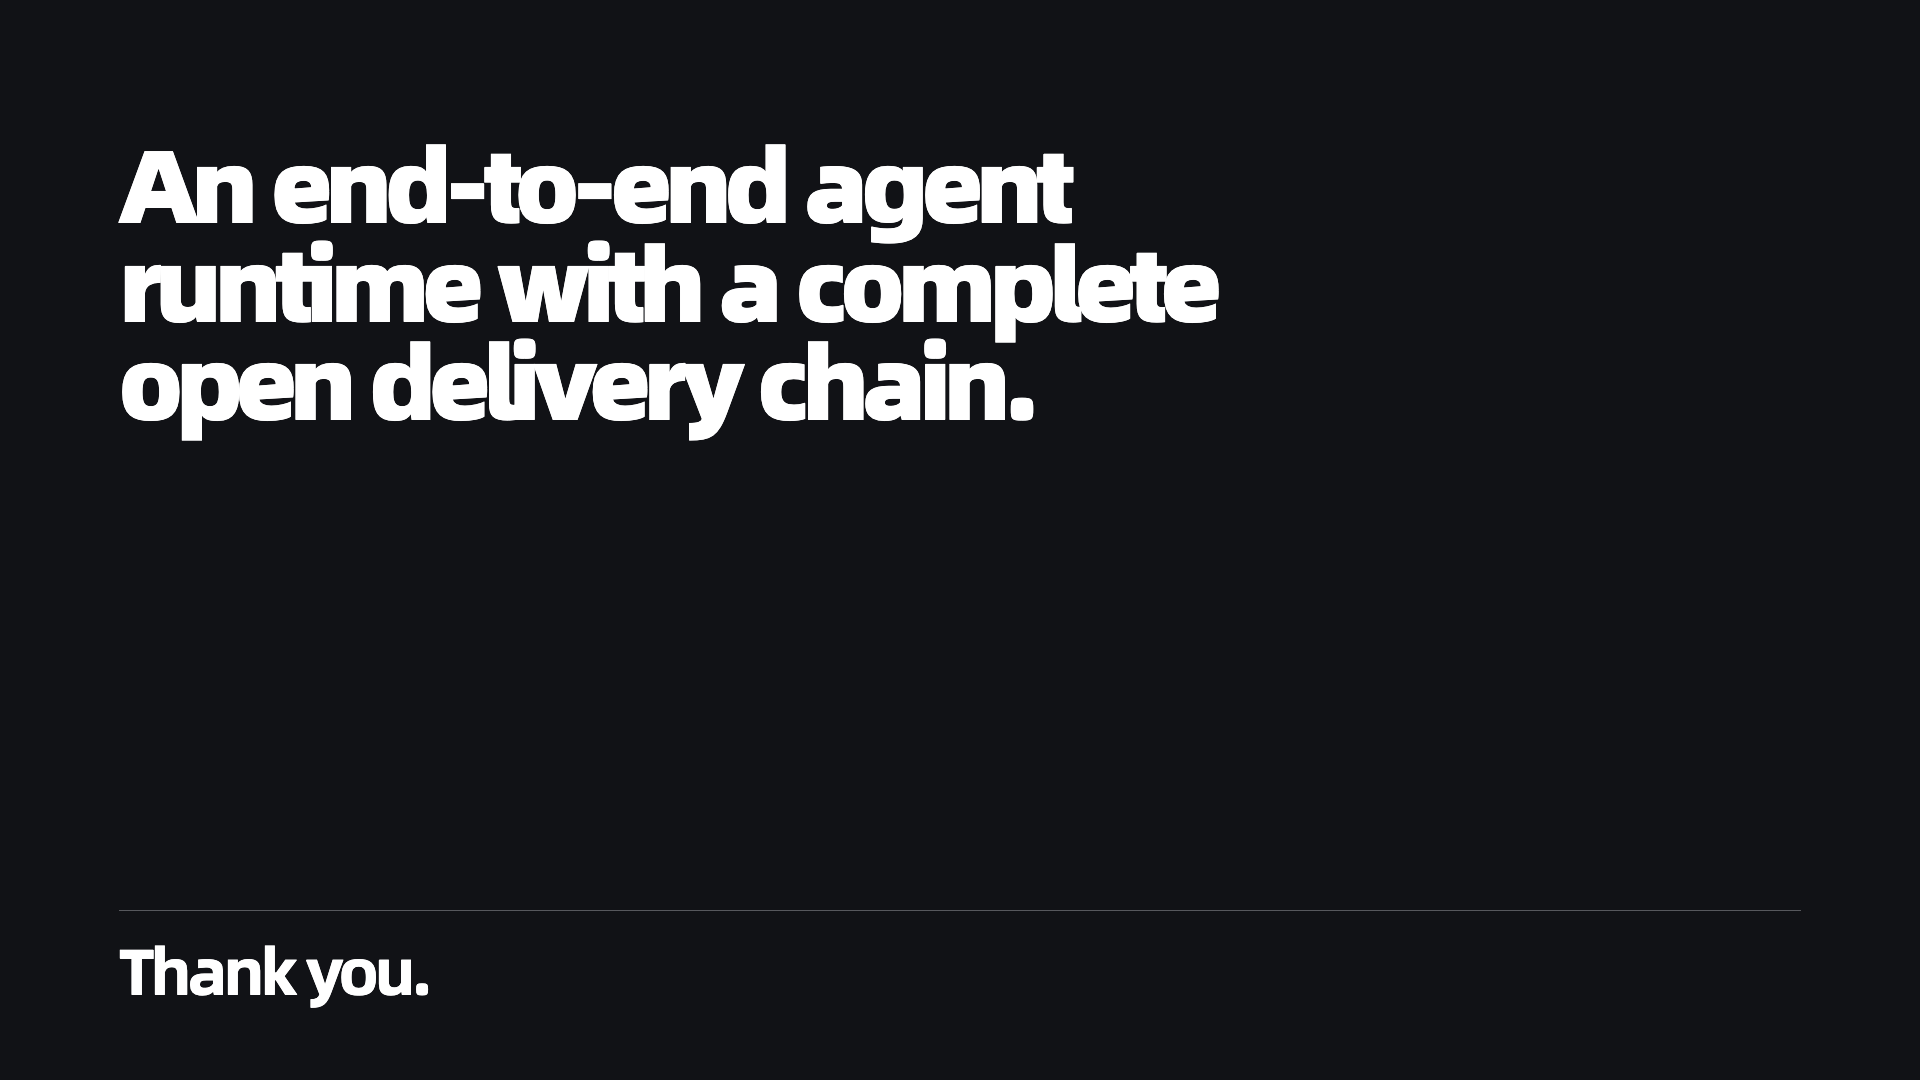 An end-to-end agent
runtime with a complete
open delivery chain.
Thank you.